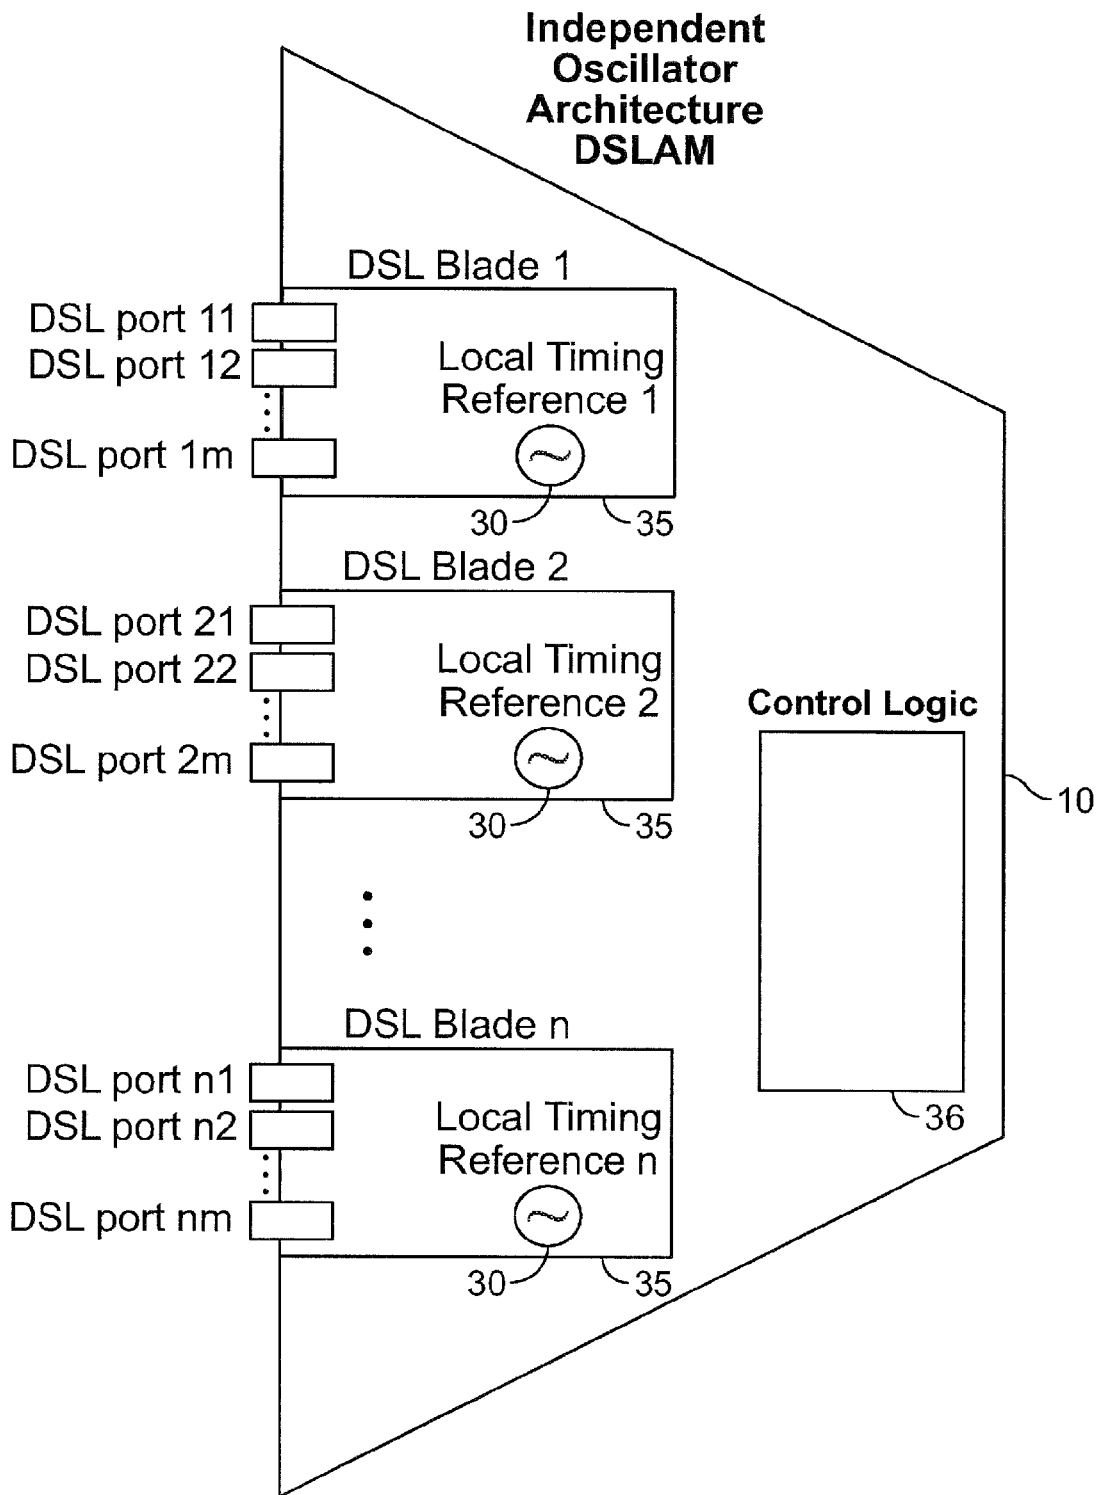 Independent
Oscillator
Architecture
DSLAM
DSL Blade 1
DSL port 11
DSL port 12
DSL port 1m
Local Timing
Reference 1
30
35
DSL Blade 2
DSL port 21
DSL port 22
DSL port 2m
Local Timing
Reference 2
30
35
Control Logic
10
36
DSL Blade n
DSL port n1
DSL port n2
DSL port nm
Local Timing
Reference n
30
35